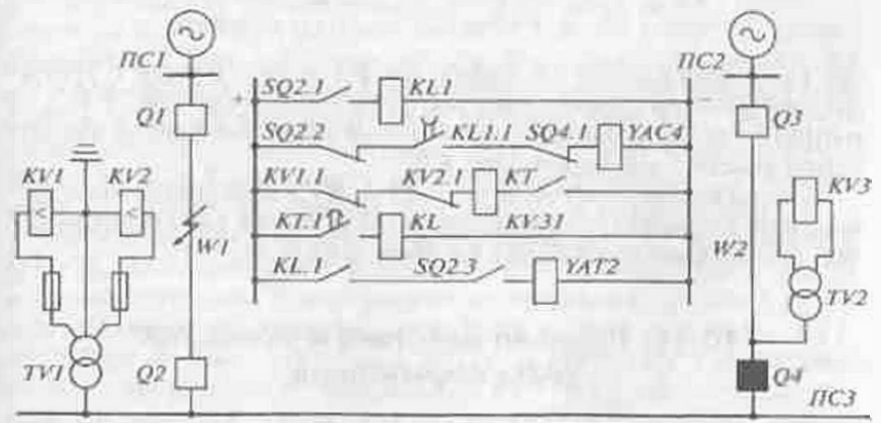 ПС1 ПС2
SQ2.1 KL1
+ −
Q1 Q3
SQ2.2 KL1.1 SQ4.1 YAC4
KV1 KV2 KV1.1 KV2.1 KT KV3
< <
KT.1 KL KV.31
W1 W2
KL.1 SQ2.3 YAT2 TV2
TV1 Q2 Q4
ПС3